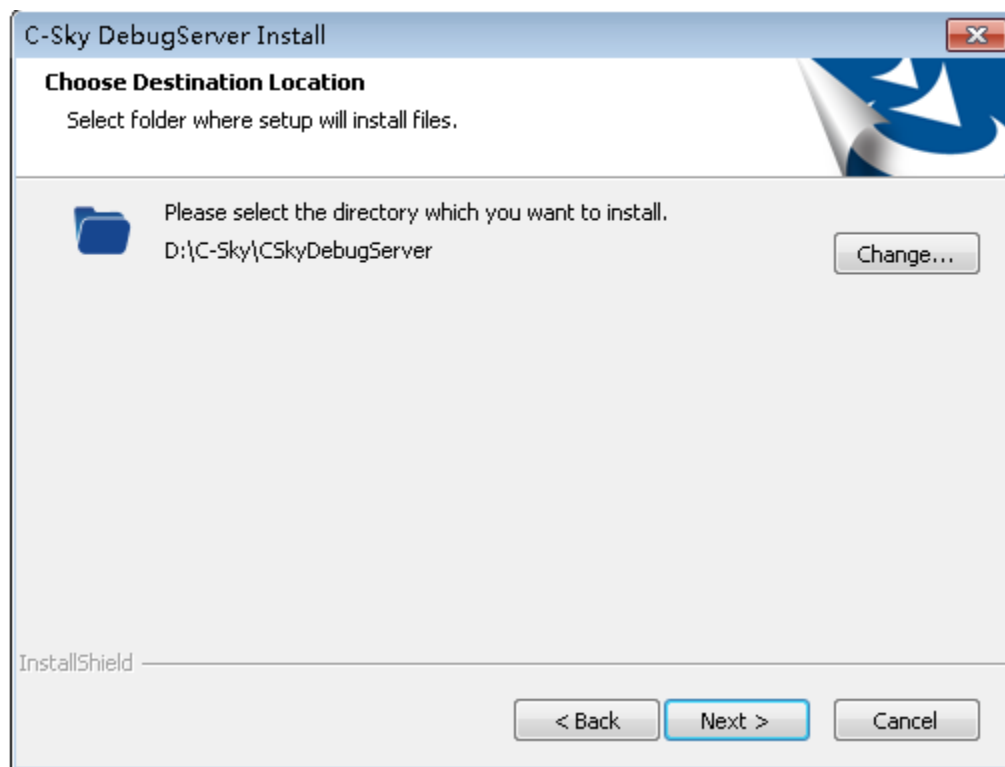 C-Sky DebugServer Install
Choose Destination Location
Select folder where setup will install files.
Please select the directory which you want to install.
D:\C-Sky\CSkyDebugServer
Change...
InstallShield
< Back
Next >
Cancel